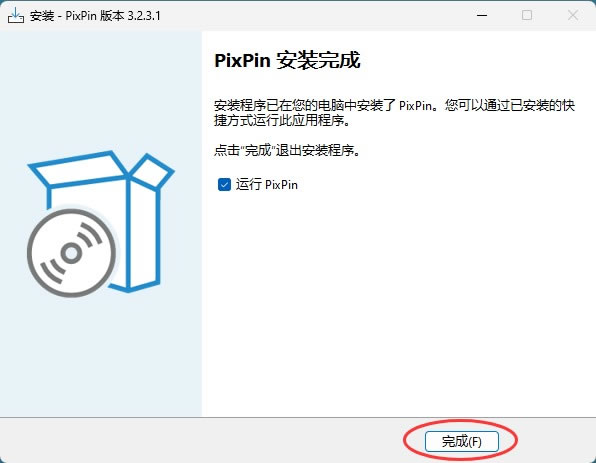 安装 - PixPin 版本 3.2.3.1
PixPin 安装完成
安装程序已在您的电脑中安装了 PixPin。您可以通过已安装的快
捷方式运行此应用程序。
点击“完成”退出安装程序。
运行 PixPin
完成(F)